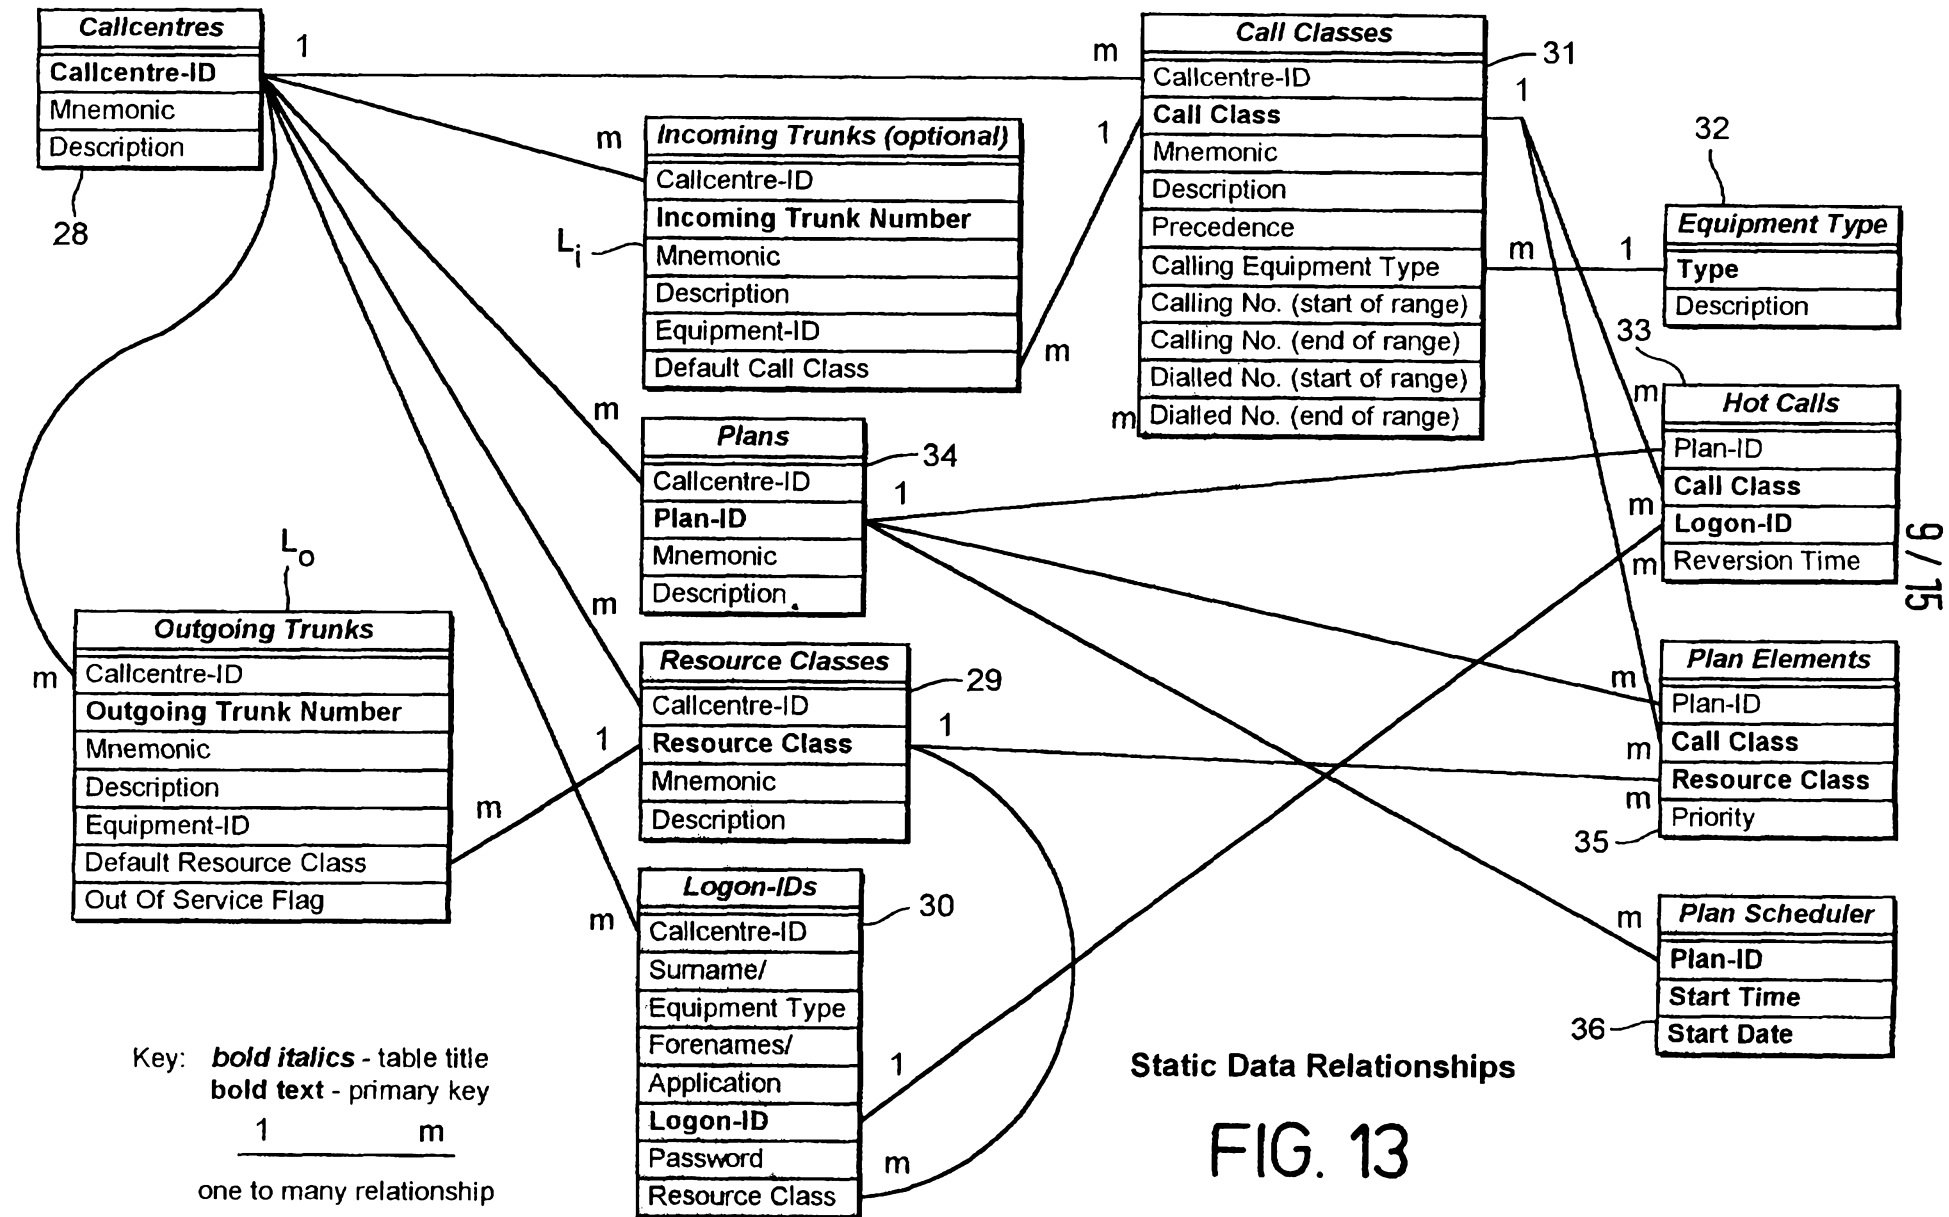 Callcentres
Callcentre-ID
Mnemonic
Description
28
1
m
Call Classes
Callcentre-ID
Call Class
Mnemonic
Description
Precedence
Calling Equipment Type
Calling No. (start of range)
Calling No. (end of range)
Dialled No. (start of range)
Dialled No. (end of range)
31
1
1
m
m
m
Incoming Trunks (optional)
Callcentre-ID
Incoming Trunk Number
Mnemonic
Description
Equipment-ID
Default Call Class
Li
m
1
32
Equipment Type
Type
Description
33
m
Hot Calls
Plan-ID
Call Class
Logon-ID
Reversion Time
m
m
m
Plans
Callcentre-ID
Plan-ID
Mnemonic
Description
34
1
9/15
Lo
Outgoing Trunks
Callcentre-ID
Outgoing Trunk Number
Mnemonic
Description
Equipment-ID
Default Resource Class
Out Of Service Flag
m
m
m
1
Resource Classes
Callcentre-ID
Resource Class
Mnemonic
Description
29
1
m
Plan Elements
Plan-ID
Call Class
Resource Class
Priority
m
m
35
m
Logon-IDs
Callcentre-ID
Surname/
Equipment Type
Forenames/
Application
Logon-ID
Password
Resource Class
30
1
m
m
Plan Scheduler
Plan-ID
Start Time
Start Date
36
Key: bold italics - table title
bold text - primary key
1 m
one to many relationship
Static Data Relationships
FIG. 13